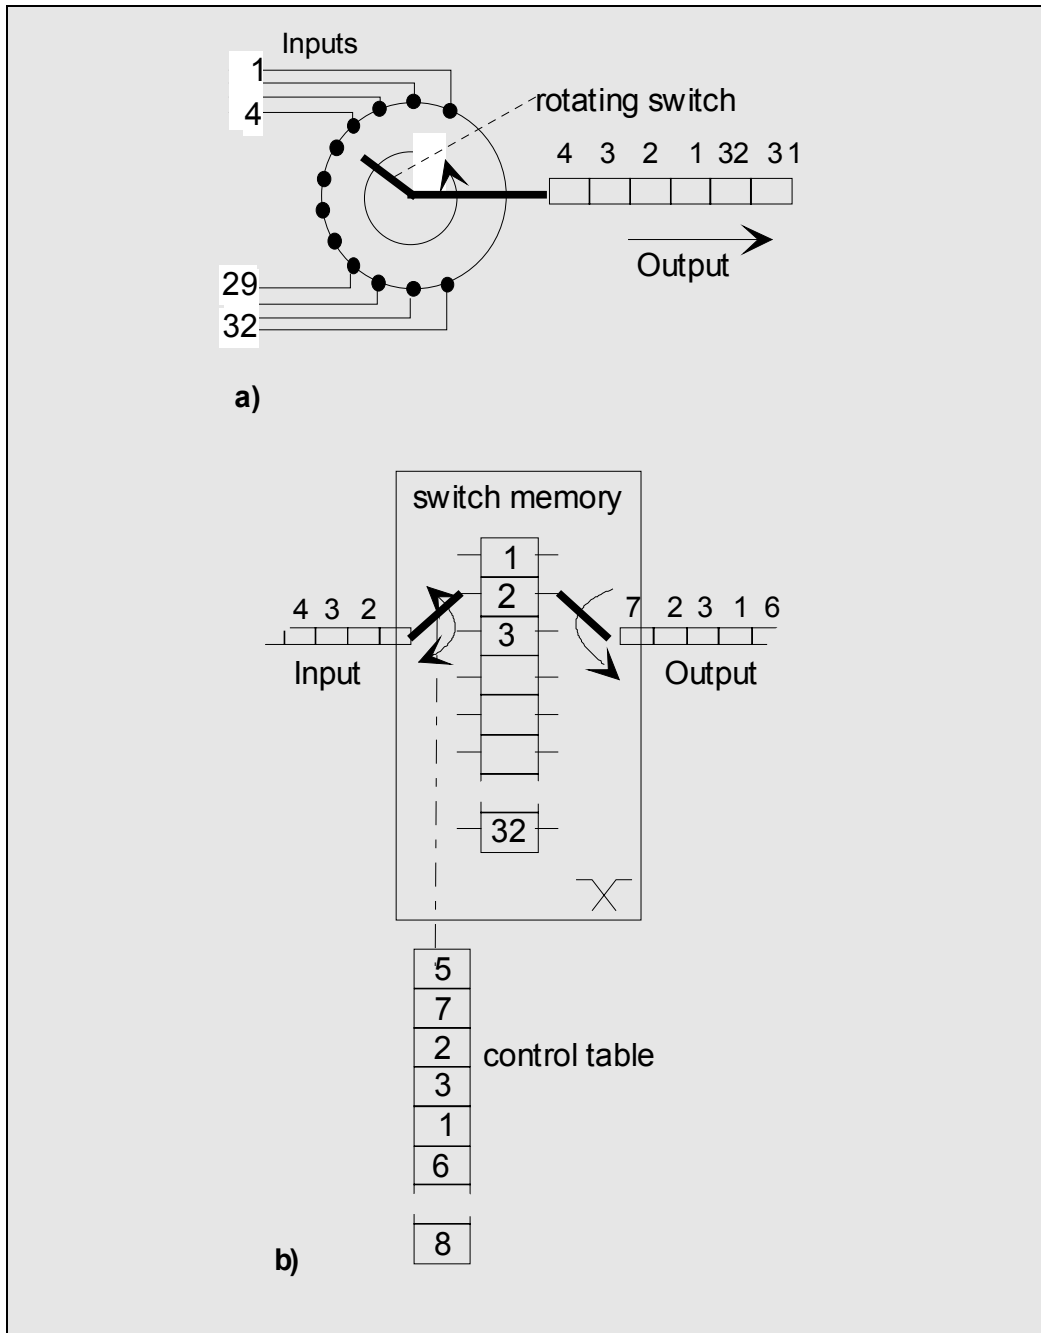 Inputs
1
4
rotating switch
4 3 2 1 32 31
Output
29
32
a)
switch memory
1
2
3
32
4 3 2
Input
7 2 3 1 6
Output
5
7
2
3
1
6
8
control table
b)